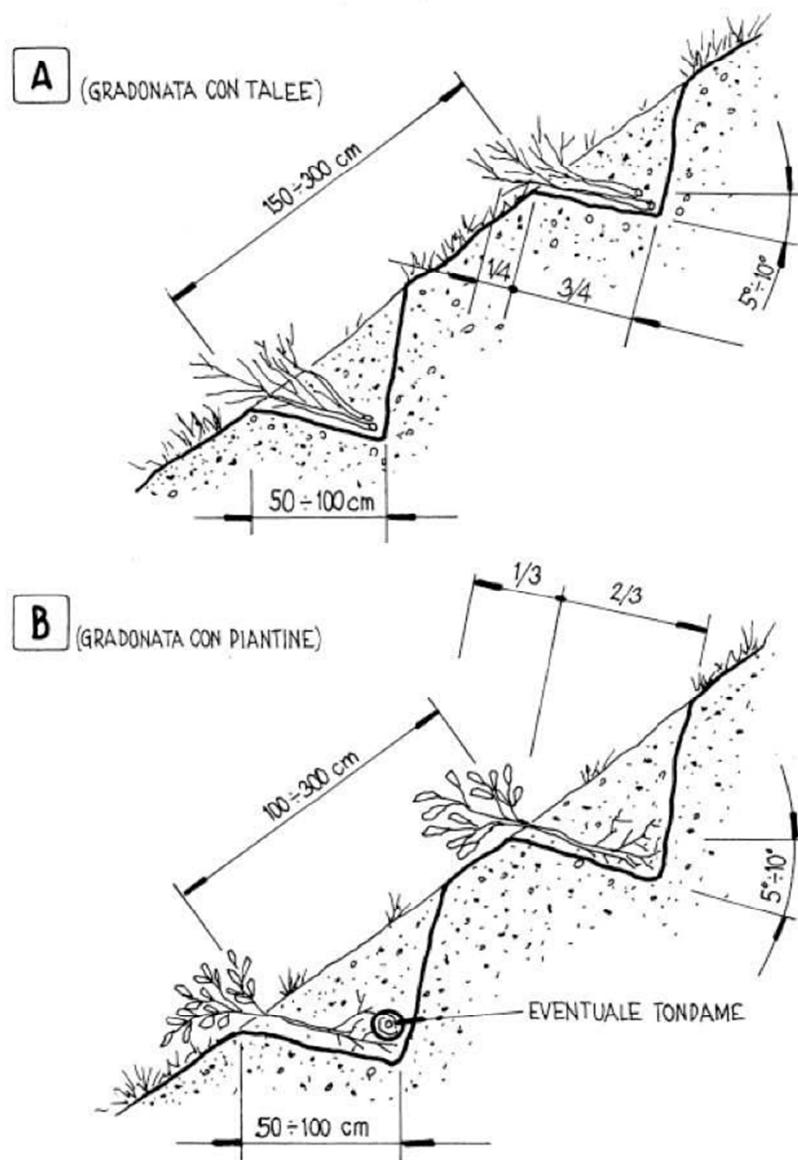 A (GRADONATA CON TALEE)
150÷300 cm
1/4
3/4
5°÷10°
50÷100 cm
B (GRADONATA CON PIANTINE)
1/3
2/3
100÷300 cm
5°÷10°
EVENTUALE TONDAME
50÷100 cm